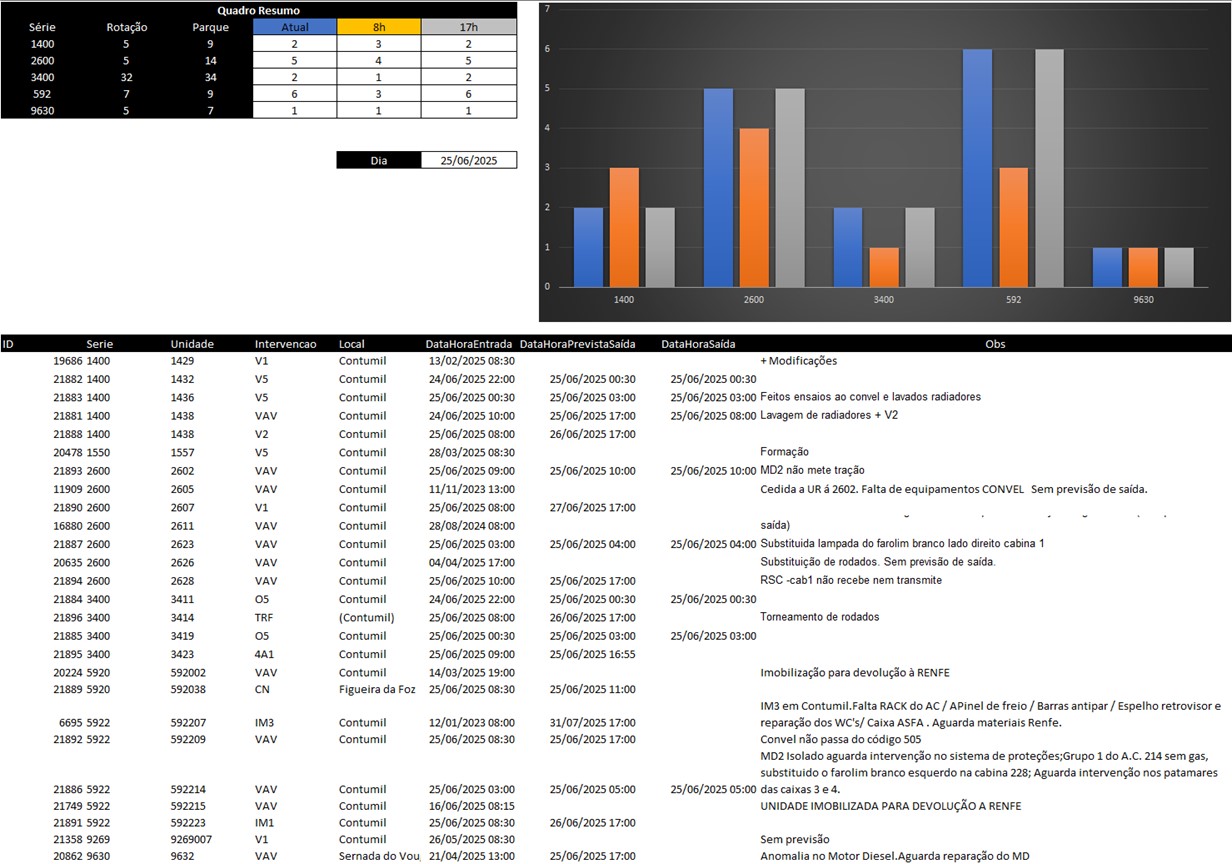 Quadro Resumo
Série Rotação Parque Atual 8h 17h
1400 5 9 2 3 2
2600 5 14 5 4 5
3400 32 34 2 1 2
592 7 9 6 3 6
9630 5 7 1 1 1
Dia 25/06/2025
7
6
5
4
3
2
1
0
1400 2600 3400 592 9630
ID Serie Unidade Intervencao Local DataHoraEntrada DataHoraPrevistaSaída DataHoraSaída Obs
19686 1400 1429 V1 Contumil 13/02/2025 08:30 + Modificações
21882 1400 1432 V5 Contumil 24/06/2025 22:00 25/06/2025 00:30 25/06/2025 00:30
21883 1400 1436 V5 Contumil 25/06/2025 00:30 25/06/2025 03:00 25/06/2025 03:00 Feitos ensaios ao convel e lavados radiadores
21881 1400 1438 VAV Contumil 24/06/2025 10:00 25/06/2025 17:00 25/06/2025 08:00 Lavagem de radiadores + V2
21888 1400 1438 V2 Contumil 25/06/2025 08:00 26/06/2025 17:00
20478 1550 1557 V5 Contumil 28/03/2025 08:30 Formação
21893 2600 2602 VAV Contumil 25/06/2025 09:00 25/06/2025 10:00 25/06/2025 10:00 MD2 não mete tração
11909 2600 2605 VAV Contumil 11/11/2023 13:00 Cedida a UR á 2602. Falta de equipamentos CONVEL Sem previsão de saída.
21890 2600 2607 V1 Contumil 25/06/2025 08:00 27/06/2025 17:00
16880 2600 2611 VAV Contumil 28/08/2024 08:00 saída)
21887 2600 2623 VAV Contumil 25/06/2025 03:00 25/06/2025 04:00 25/06/2025 04:00 Substituida lampada do farolim branco lado direito cabina 1
20635 2600 2626 VAV Contumil 04/04/2025 17:00 Substituição de rodados. Sem previsão de saída.
21894 2600 2628 VAV Contumil 25/06/2025 10:00 25/06/2025 17:00 RSC -cab1 não recebe nem transmite
21884 3400 3411 O5 Contumil 24/06/2025 22:00 25/06/2025 00:30 25/06/2025 00:30
21896 3400 3414 TRF (Contumil) 25/06/2025 08:00 26/06/2025 17:00 Torneamento de rodados
21885 3400 3419 O5 Contumil 25/06/2025 00:30 25/06/2025 03:00 25/06/2025 03:00
21895 3400 3423 4A1 Contumil 25/06/2025 09:00 25/06/2025 16:55
20224 5920 592002 VAV Contumil 14/03/2025 19:00 Imobilização para devolução à RENFE
21889 5920 592038 CN Figueira da Foz 25/06/2025 08:30 25/06/2025 11:00
IM3 em Contumil.Falta RACK do AC / APinel de freio / Barras antipar / Espelho retrovisor e
6695 5922 592207 IM3 Contumil 12/01/2023 08:00 31/07/2025 17:00 reparação dos WC's/ Caixa ASFA . Aguarda materiais Renfe.
21892 5922 592209 VAV Contumil 25/06/2025 08:30 25/06/2025 17:00 Convel não passa do código 505
MD2 Isolado aguarda intervenção no sistema de proteções;Grupo 1 do A.C. 214 sem gas,
substituido o farolim branco esquerdo na cabina 228; Aguarda intervenção nos patamares
21886 5922 592214 VAV Contumil 25/06/2025 03:00 25/06/2025 05:00 25/06/2025 05:00 das caixas 3 e 4.
21749 5922 592215 VAV Contumil 16/06/2025 08:15 UNIDADE IMOBILIZADA PARA DEVOLUÇÃO A RENFE
21891 5922 592223 IM1 Contumil 25/06/2025 08:30 26/06/2025 17:00
21358 9269 9269007 V1 Contumil 26/05/2025 08:30 Sem previsão
20862 9630 9632 VAV Sernada do Vou 21/04/2025 13:00 25/06/2025 17:00 Anomalia no Motor Diesel.Aguarda reparação do MD